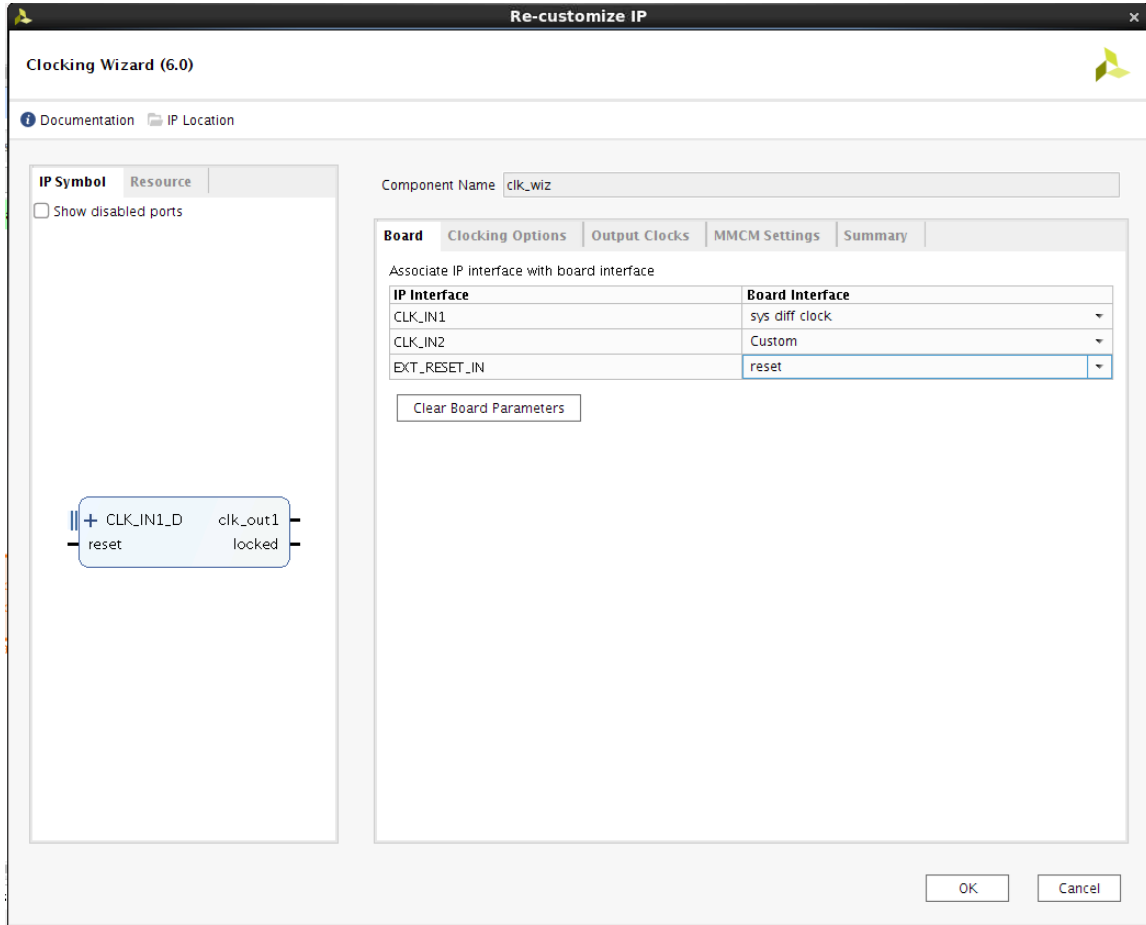 Re-customize IP
Clocking Wizard (6.0)
Documentation IP Location
IP Symbol Resource
Show disabled ports
CLK_IN1_D clk_out1
reset locked
Component Name clk_wiz
Board Clocking Options Output Clocks MMCM Settings Summary
Associate IP interface with board interface
IP Interface Board Interface
CLK_IN1 sys diff clock
CLK_IN2 Custom
EXT_RESET_IN reset
Clear Board Parameters
OK Cancel